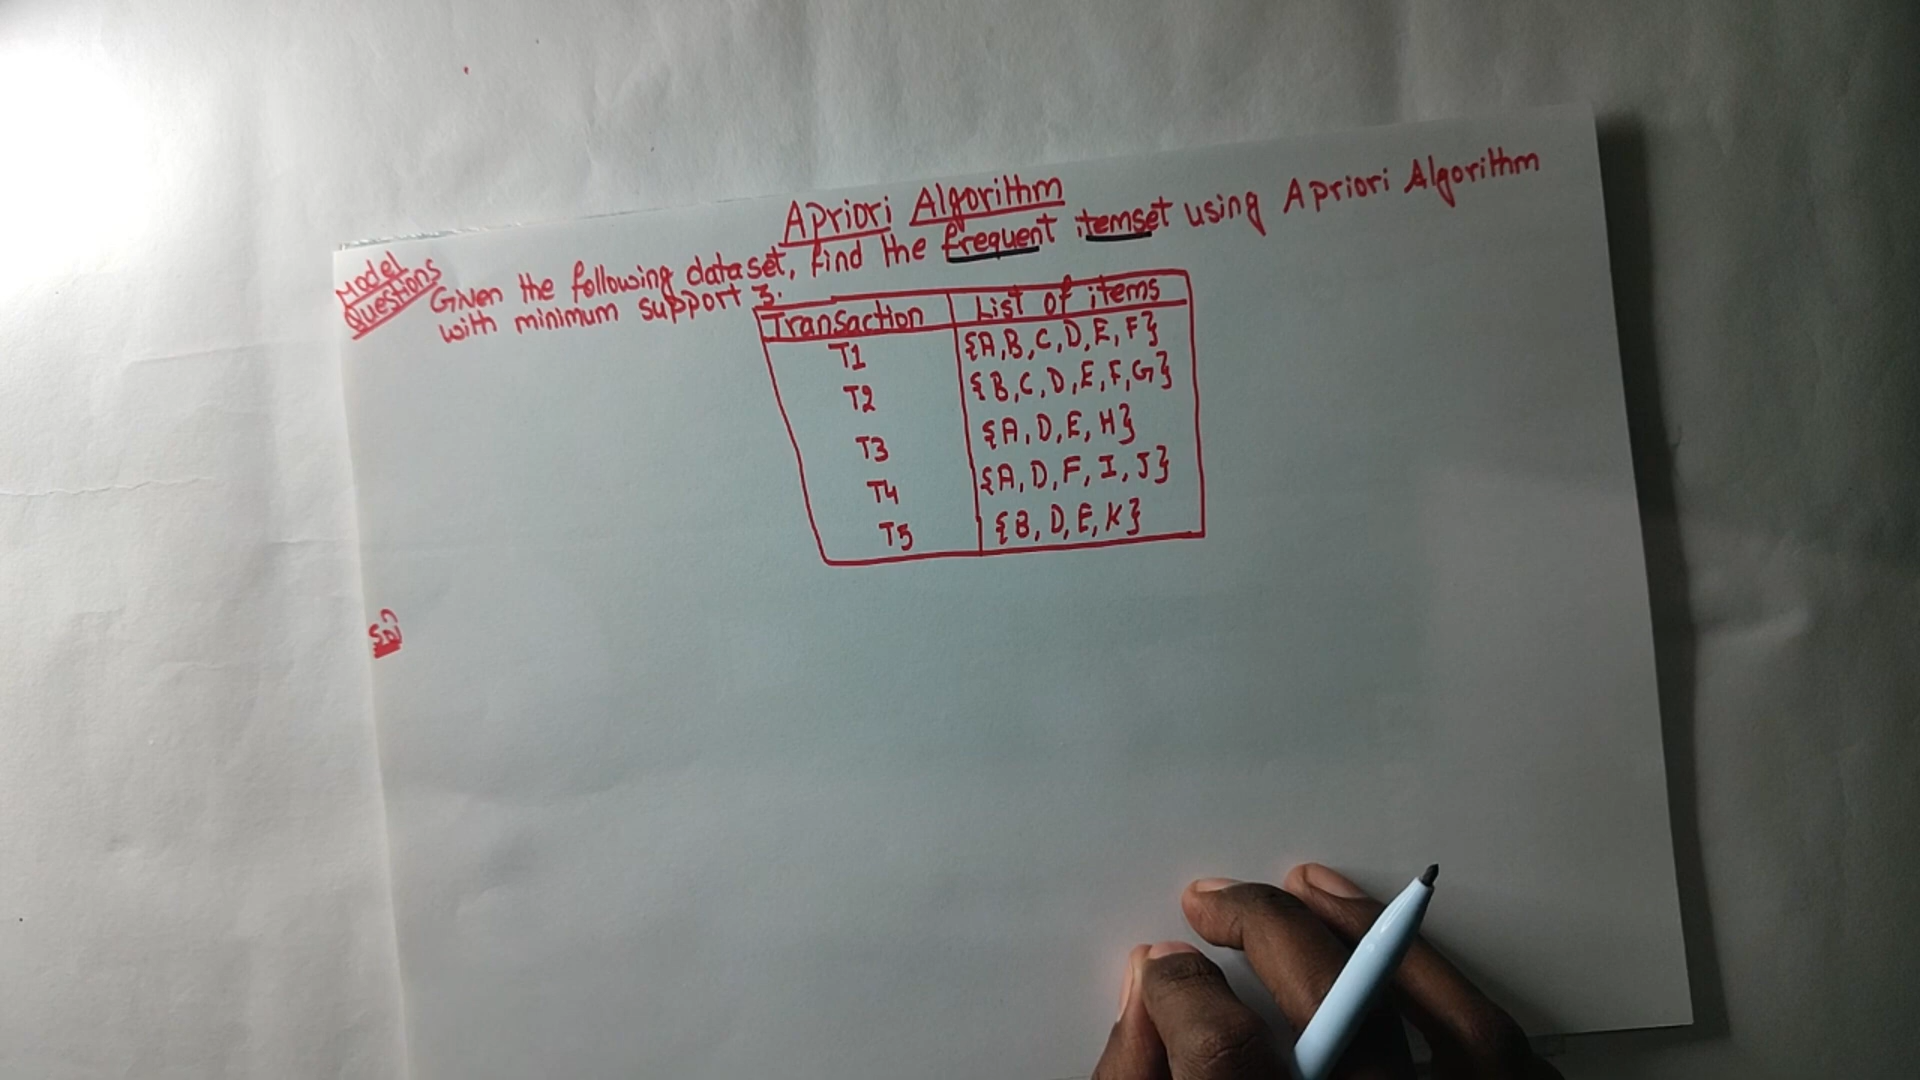 Apriori Algorithm
Model Questions
Given the following dataset, find the frequent itemset using Apriori Algorithm
with minimum support 3.
Transaction List of items
T1 {A,B,C,D,E,F}
T2 {B,C,D,E,F,G}
T3 {A,D,E,H}
T4 {A,D,F,I,J}
T5 {B,D,E,K}